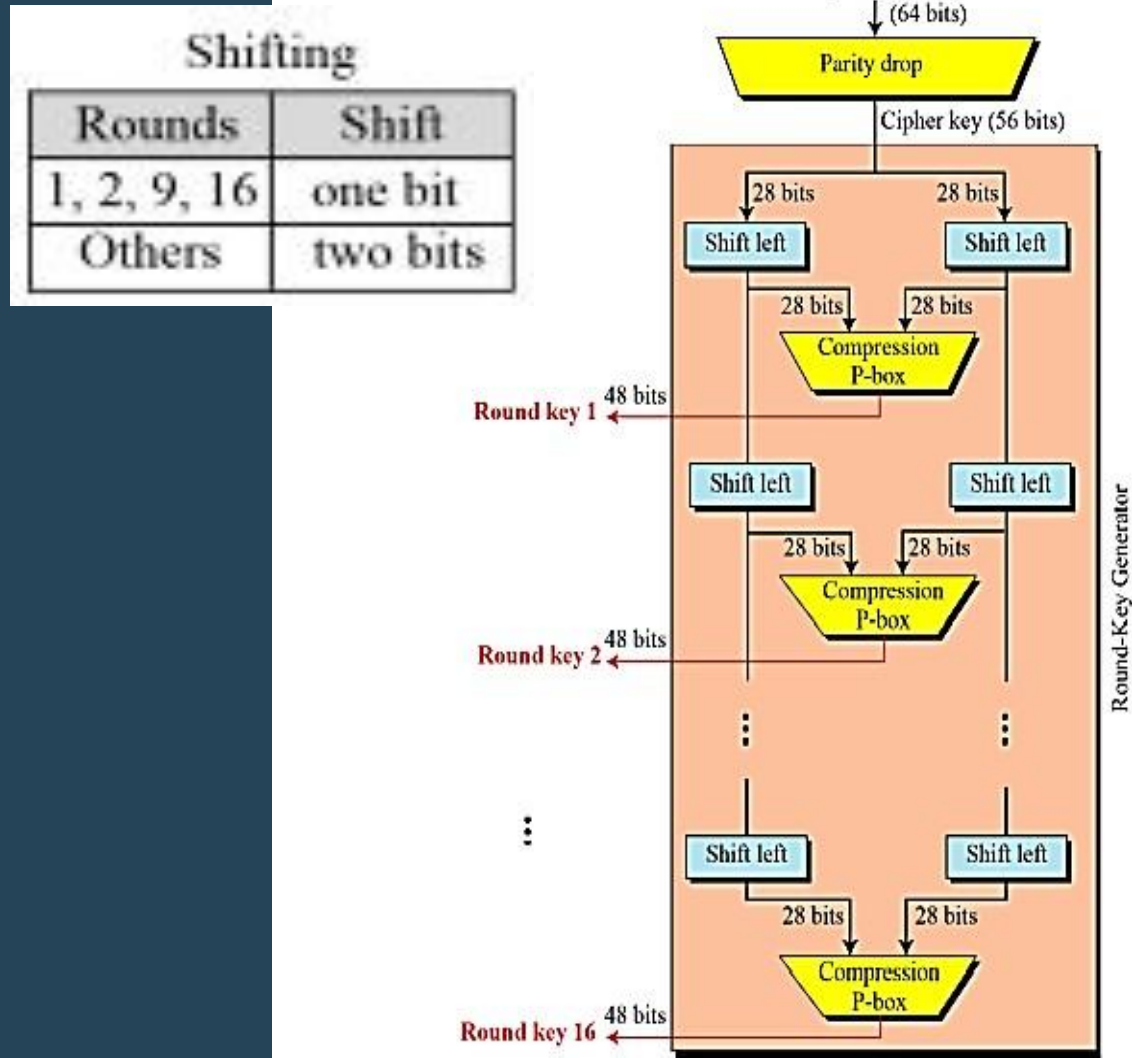 Shifting
Rounds Shift
1, 2, 9, 16 one bit
Others two bits
(64 bits)
Parity drop
Cipher key (56 bits)
28 bits 28 bits
Shift left Shift left
28 bits 28 bits
Compression
P-box
48 bits
Round key 1
Shift left Shift left
28 bits 28 bits
Compression
P-box
48 bits
Round key 2
Shift left Shift left
28 bits 28 bits
Compression
P-box
48 bits
Round key 16
Round-Key Generator